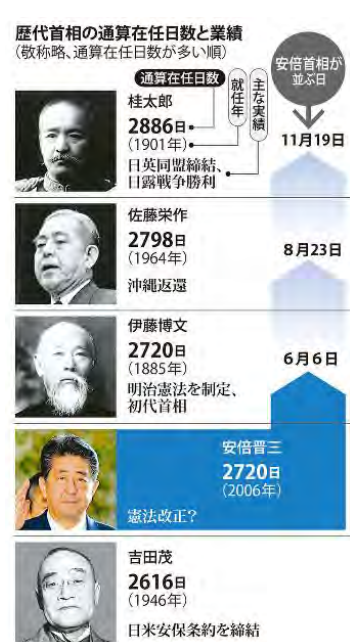 歴代首相の通算在任日数と業績
(敬称略、通算在任日数が多い順)
安倍首相が
並ぶ日
通算在任日数
就任年
主な実績
桂太郎
2886日
(1901年)
日英同盟締結、
日露戦争勝利
11月19日
佐藤栄作
2798日
(1964年)
沖縄返還
8月23日
伊藤博文
2720日
(1885年)
明治憲法を制定、
初代首相
6月6日
安倍晋三
2720日
(2006年)
憲法改正?
吉田茂
2616日
(1946年)
日米安保条約を締結